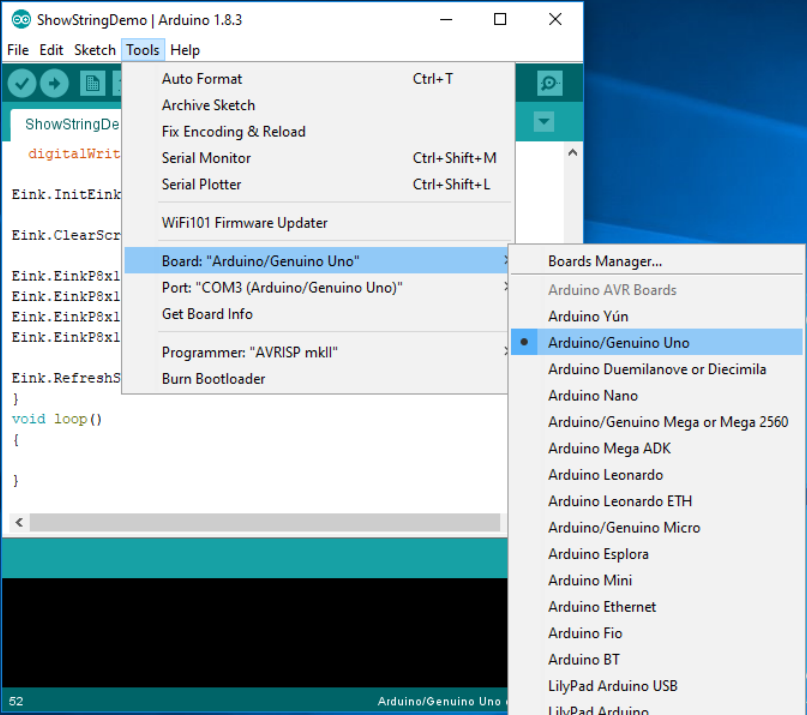 ShowStringDemo | Arduino 1.8.3
File Edit Sketch Tools Help
Auto Format Ctrl+T
Archive Sketch
Fix Encoding & Reload
Serial Monitor Ctrl+Shift+M
Serial Plotter Ctrl+Shift+L
WiFi101 Firmware Updater
Board: "Arduino/Genuino Uno"
Port: "COM3 (Arduino/Genuino Uno)"
Get Board Info
Programmer: "AVRISP mkII"
Burn Bootloader
ShowStringDe
digitalWrit
Eink.InitEink
Eink.ClearScr
Eink.EinkP8x1
Eink.EinkP8x1
Eink.EinkP8x1
Eink.EinkP8x1
Eink.RefreshS
}
void loop()
{
}
Boards Manager...
Arduino AVR Boards
Arduino Yún
Arduino/Genuino Uno
Arduino Duemilanove or Diecimila
Arduino Nano
Arduino/Genuino Mega or Mega 2560
Arduino Mega ADK
Arduino Leonardo
Arduino Leonardo ETH
Arduino/Genuino Micro
Arduino Esplora
Arduino Mini
Arduino Ethernet
Arduino Fio
Arduino BT
LilyPad Arduino USB
LilyPad Arduino
52 Arduino/Genuino Uno